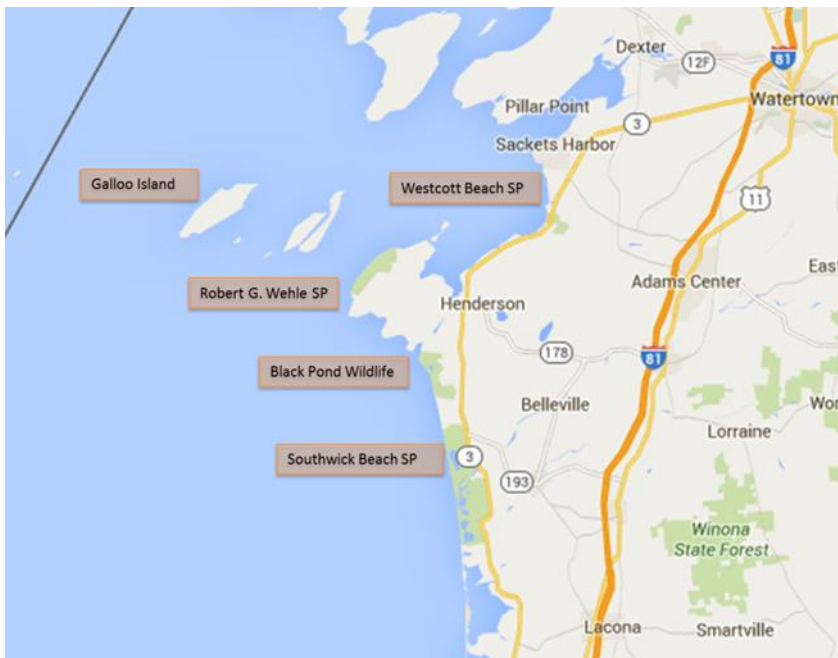 Dexter
12F
81
Watertown
Pillar Point
3
Sackets Harbor
Galloo Island
Westcott Beach SP
11
East
Adams Center
Robert G. Wehle SP
Henderson
178
81
Black Pond Wildlife
Belleville
Wor
Lorraine
Southwick Beach SP
3
193
Winona
State Forest
Lacona
Smartville